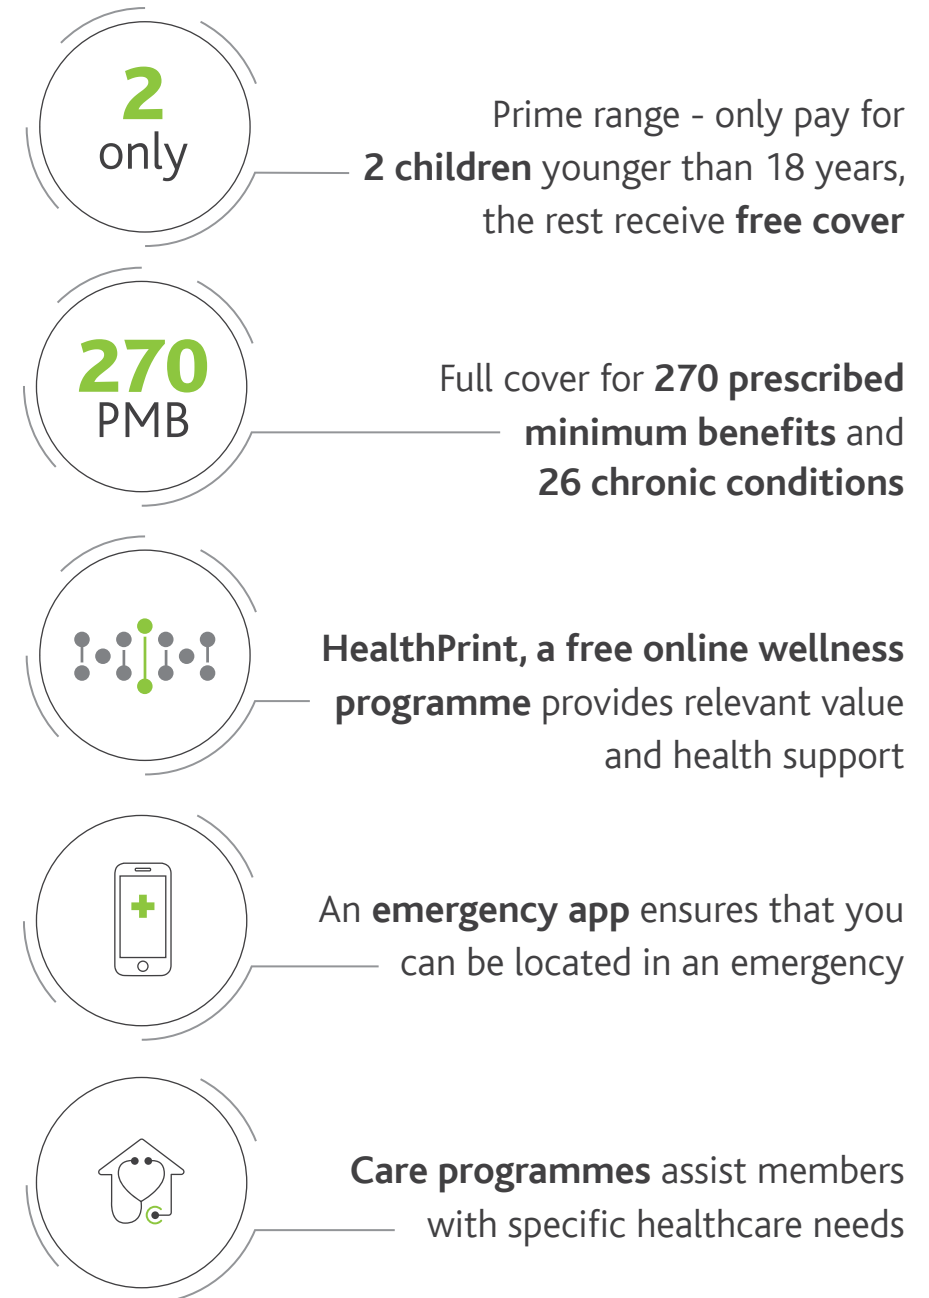 2
only
Prime range - only pay for
2 children younger than 18 years,
the rest receive free cover
270
PMB
Full cover for 270 prescribed
minimum benefits and
26 chronic conditions
HealthPrint, a free online wellness
programme provides relevant value
and health support
An emergency app ensures that you
can be located in an emergency
Care programmes assist members
with specific healthcare needs